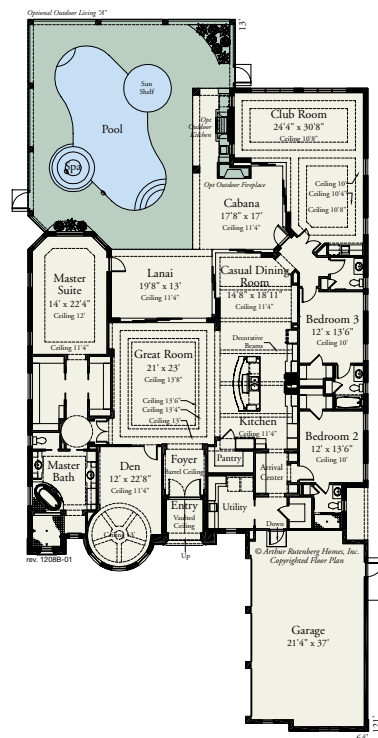 Optional Outdoor Living "A"
13'
Sun
Shelf
Pool
Spa
Opt
Outdoor
Kitchen
Club Room
24'4" x 30'8"
Ceiling 10'8"
Ceiling 10'
Ceiling 10'4"
Ceiling 10'8"
Opt Outdoor Fireplace
Cabana
17'8" x 17'
Ceiling 11'4"
Master
Suite
14' x 22'4"
Ceiling 12'
Ceiling 11'4"
Lanai
19'8" x 13'
Ceiling 11'4"
Casual Dining
Room
14'8" x 18'11"
Ceiling 11'4"
Decorative
Beams
Bedroom 3
12' x 13'6"
Ceiling 10'
Great Room
21' x 23'
Ceiling 13'8"
Ceiling 13'6"
Ceiling 13'4"
Ceiling 13'
Kitchen
Ceiling 11'4"
Bedroom 2
12' x 13'6"
Ceiling 10'
Master
Bath
Den
12' x 22'8"
Ceiling 11'4"
Foyer
Barrel Ceiling
Pantry
Arrival
Center
Entry
Vaulted
Ceiling
Utility
Down
Up
rev. 1208B-01
© Arthur Rutenberg Homes, Inc.
Copyrighted Floor Plan
Garage
21'4" x 37'
121'
64'